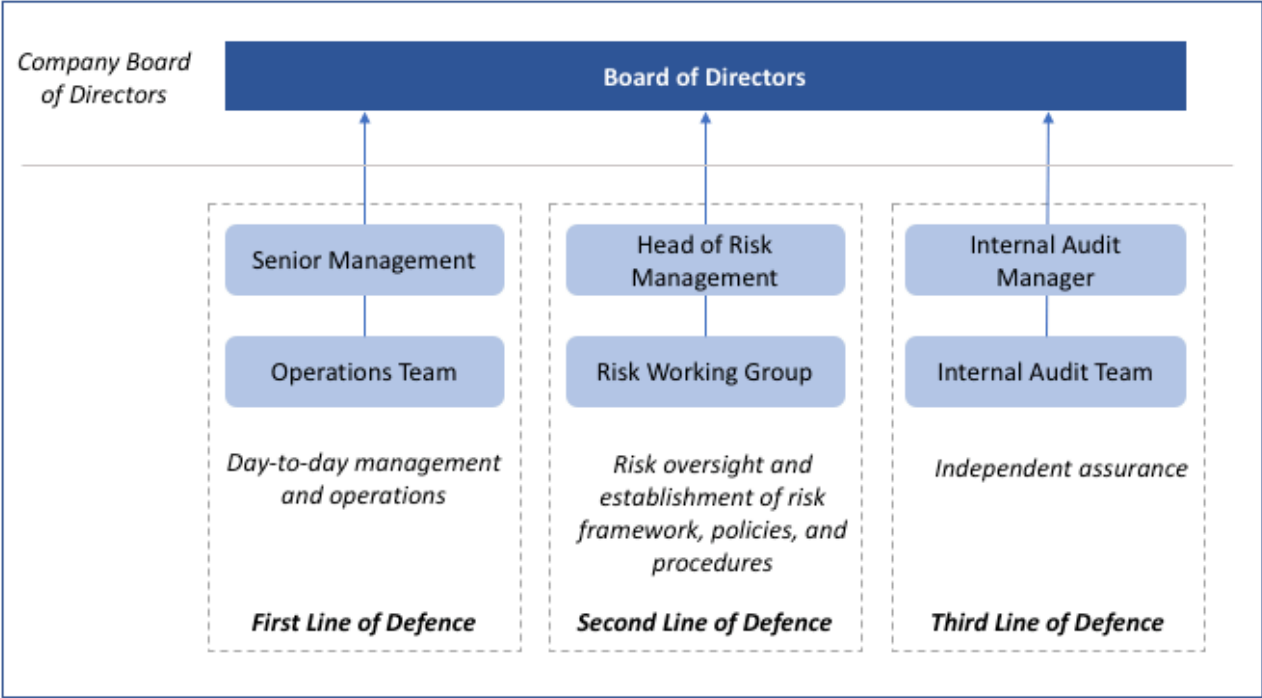 Company Board
of Directors
Board of Directors
Senior Management
Operations Team
Day-to-day management
and operations
First Line of Defence
Head of Risk
Management
Risk Working Group
Risk oversight and
establishment of risk
framework, policies, and
procedures
Second Line of Defence
Internal Audit
Manager
Internal Audit Team
Independent assurance
Third Line of Defence